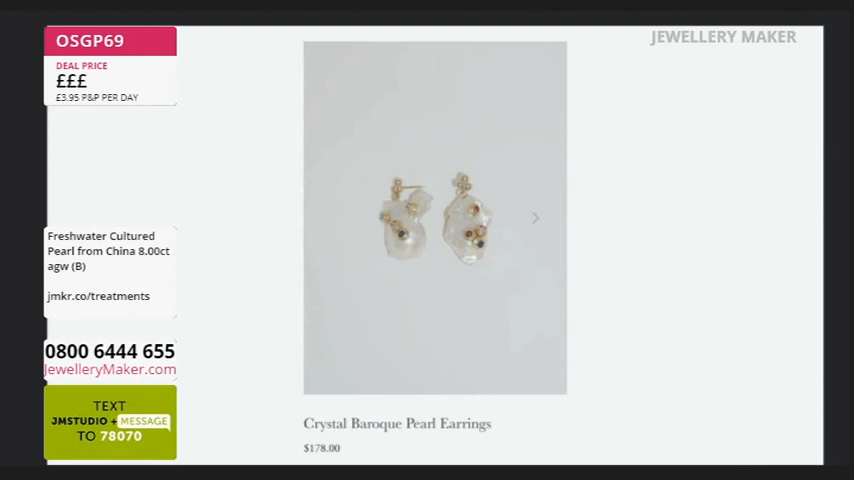 OSGP69
DEAL PRICE
£££
£3.95 P&P PER DAY
JEWELLERY MAKER
Freshwater Cultured
Pearl from China 8.00ct
agw (B)
jmkr.co/treatments
0800 6444 655
JewelleryMaker.com
TEXT
JMSTUDIO + MESSAGE
TO 78070
Crystal Baroque Pearl Earrings
$178.00